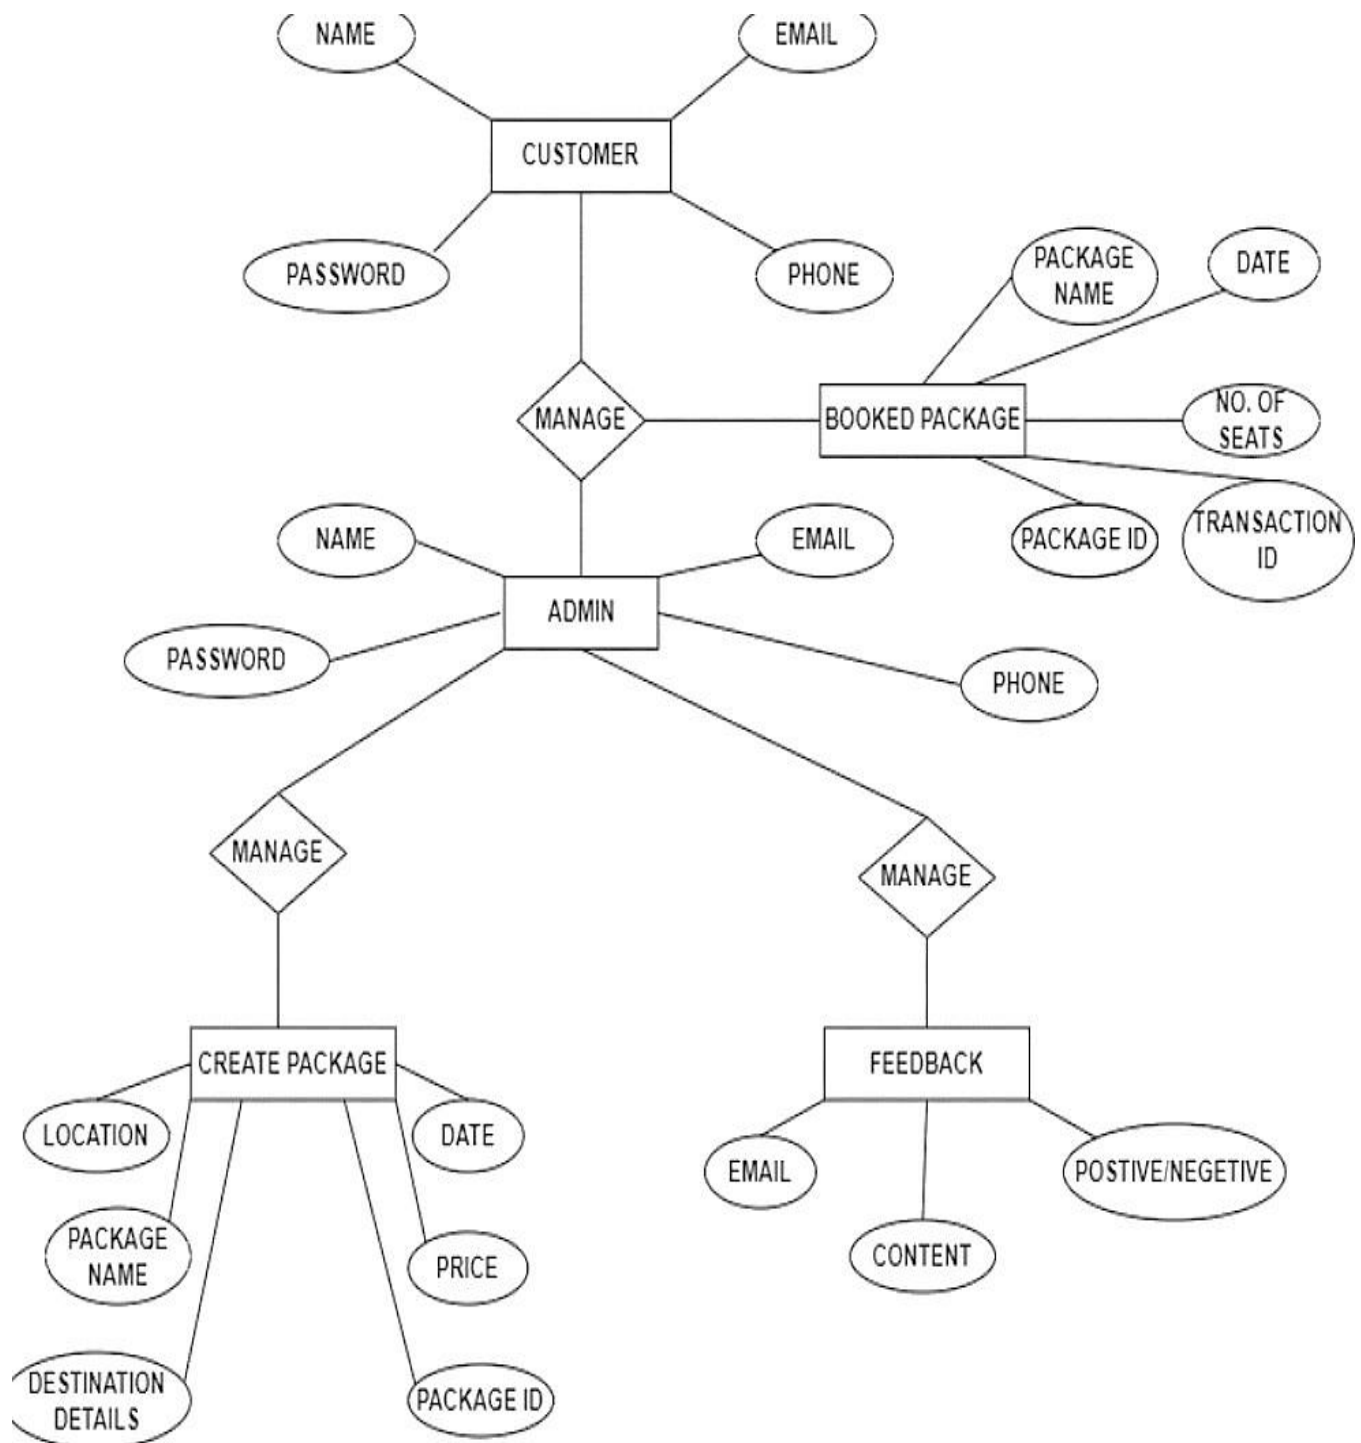 NAME
EMAIL
CUSTOMER
PASSWORD
PHONE
PACKAGE
NAME
DATE
MANAGE
BOOKED PACKAGE
NO. OF
SEATS
NAME
EMAIL
PACKAGE ID
TRANSACTION
ID
ADMIN
PASSWORD
PHONE
MANAGE
MANAGE
CREATE PACKAGE
FEEDBACK
LOCATION
DATE
EMAIL
POSTIVE/NEGETIVE
PACKAGE
NAME
PRICE
CONTENT
DESTINATION
DETAILS
PACKAGE ID